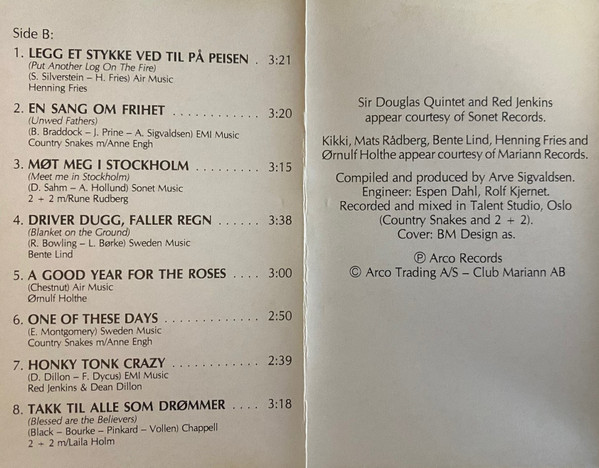 Side B:
1. LEGG ET STYKKE VED TIL PÅ PEISEN . 3:21
(Put Another Log On The Fire)
(S. Silverstein – H. Fries) Air Music
Henning Fries
2. EN SANG OM FRIHET . . . . . . . . . . . . 3:20
(Unwed Fathers)
(B. Braddock – J. Prine – A. Sigvaldsen) EMI Music
Country Snakes m/Anne Engh
3. MØT MEG I STOCKHOLM . . . . . . . . . 3:15
(Meet me in Stockholm)
(D. Sahm – A. Hollund) Sonet Music
2 + 2 m/Rune Rudberg
4. DRIVER DUGG, FALLER REGN . . . . . . 3:38
(Blanket on the Ground)
(R. Bowling – L. Børke) Sweden Music
Bente Lind
5. A GOOD YEAR FOR THE ROSES . . . . 3:00
(Chestnut) Air Music
Ørnulf Holthe
6. ONE OF THESE DAYS . . . . . . . . . . . . . 2:50
(E. Montgomery) Sweden Music
Country Snakes m/Anne Engh
7. HONKY TONK CRAZY . . . . . . . . . . . . 2:39
(D. Dillon – F. Dycus) EMI Music
Red Jenkins & Dean Dillon
8. TAKK TIL ALLE SOM DRØMMER . . . . 3:18
(Blessed are the Believers)
(Black – Bourke – Pinkard – Vollen) Chappell
2 + 2 m/Laila Holm
Sir Douglas Quintet and Red Jenkins
appear courtesy of Sonet Records.
Kikki, Mats Rådberg, Bente Lind, Henning Fries and
Ørnulf Holthe appear courtesy of Mariann Records.
Compiled and produced by Arve Sigvaldsen.
Engineer: Espen Dahl, Rolf Kjernet.
Recorded and mixed in Talent Studio, Oslo
(Country Snakes and 2 + 2).
Cover: BM Design as.
℗ Arco Records
© Arco Trading A/S – Club Mariann AB